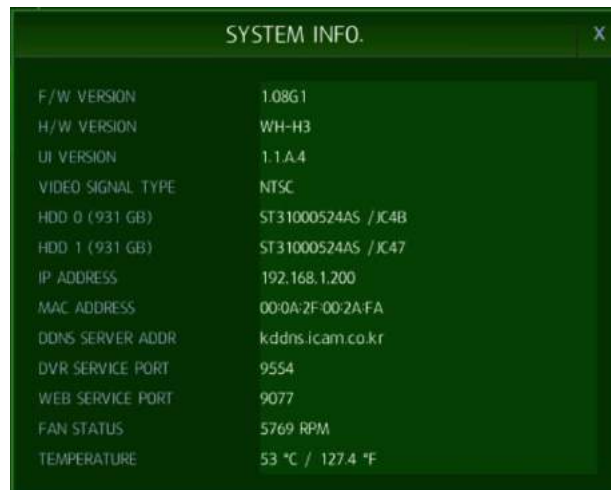 SYSTEM INFO.
X
F/W VERSION 1.08G1
H/W VERSION WH-H3
UI VERSION 1.1.A.4
VIDEO SIGNAL TYPE NTSC
HDD 0 (931 GB) ST31000524AS /JC4B
HDD 1 (931 GB) ST31000524AS /JC47
IP ADDRESS 192.168.1.200
MAC ADDRESS 00:0A:2F:00:2A:FA
DDNS SERVER ADDR kddns.icam.co.kr
DVR SERVICE PORT 9554
WEB SERVICE PORT 9077
FAN STATUS 5769 RPM
TEMPERATURE 53 °C / 127.4 °F